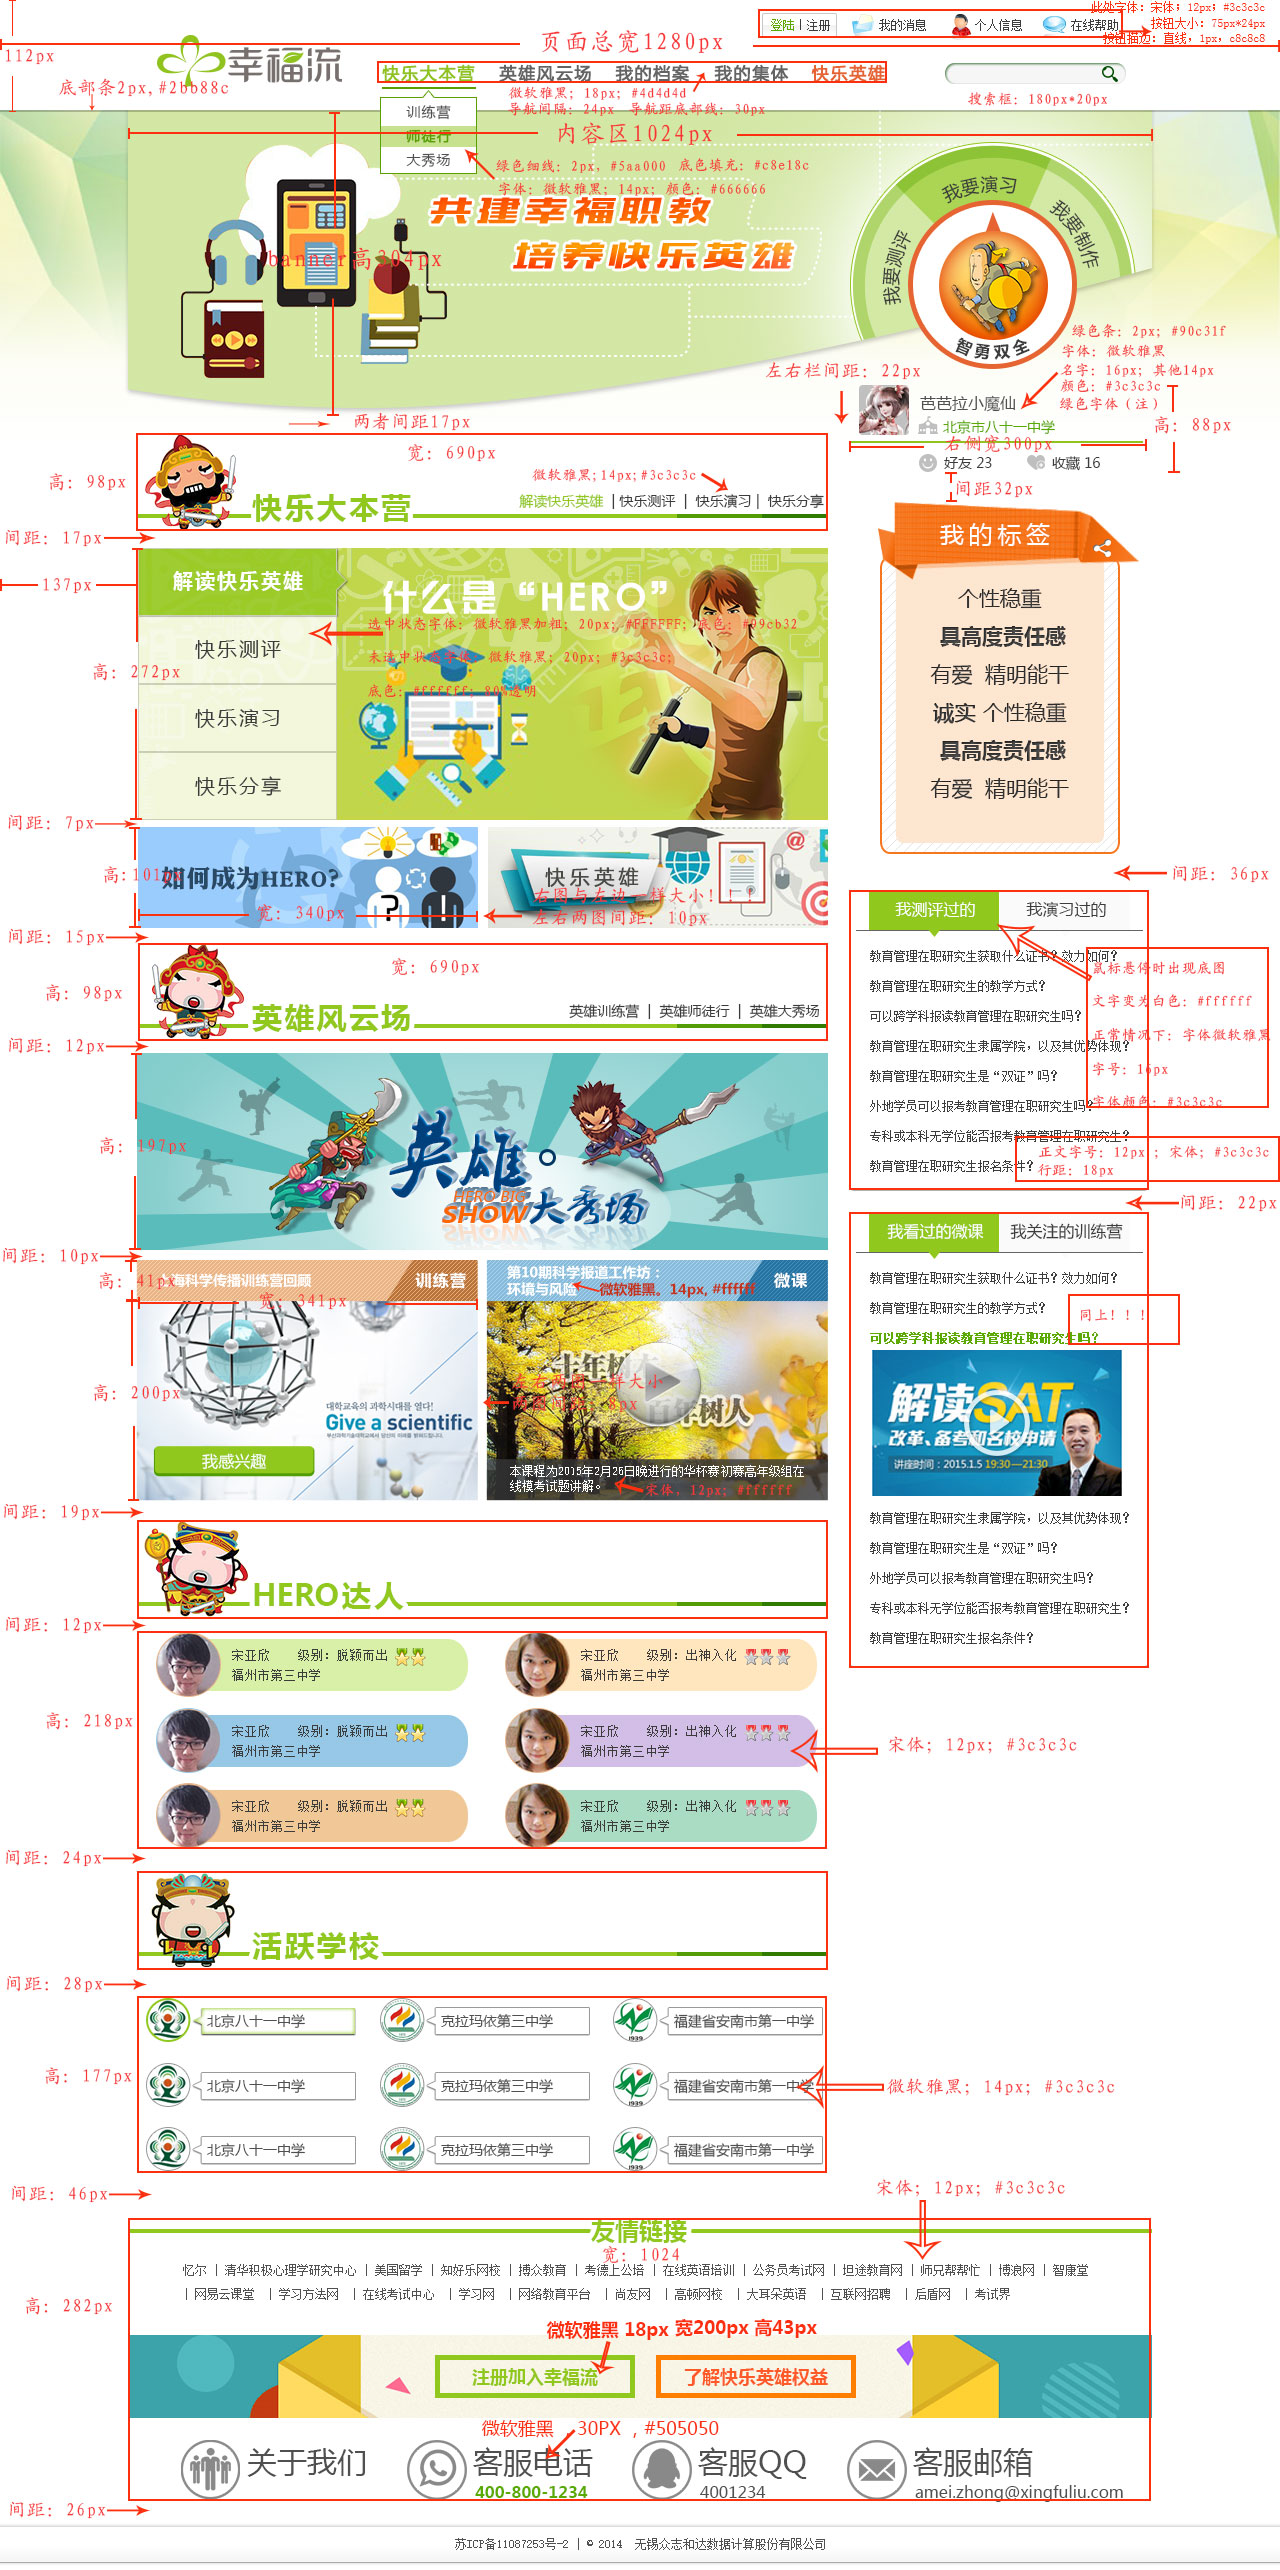 此处字体：宋体；12px；#3c3c3c
登陆 | 注册 我的消息 个人信息 在线帮助
按钮大小：75px*24px
按钮描边：直线，1px，c8c8c8
页面总宽1280px
112px
幸福流
快乐大本营 英雄风云场 我的档案 我的集体 快乐英雄
底部条2px，#2bb88c
微软雅黑；18px；#4d4d4d
导航间隔：24px 导航距底部线：30px
搜索框：180px*20px
训练营
师徒行
大秀场
内容区1024px
绿色细线：2px，#5aa000 底色填充：#c8e18c
字体：微软雅黑；14px；颜色：#666666
共建幸福职教
培养快乐英雄
banner高304px
我要测评
我要演习
我要制作
智勇双全
绿色条：2px；#90c31f
字体：微软雅黑
名字：16px；其他14px
颜色：#3c3c3c
绿色字体（注）
左右栏间距：22px
芭芭拉小魔仙
北京市八十一中学
高：88px
右侧宽300px
好友 23 收藏 16
两者间距17px
间距32px
宽：690px
高：98px
微软雅黑；14px；#3c3c3c
快乐大本营
解读快乐英雄 | 快乐测评 | 快乐演习 | 快乐分享
间距：17px
137px
解读快乐英雄
快乐测评
快乐演习
快乐分享
高：272px
什么是“HERO”
选中状态字体：微软雅黑加粗；20px；#FFFFFF；底色：#99cb32
未选中状态字体：微软雅黑；20px；#3c3c3c；
底色：#ffffff；80%透明
我的标签
个性稳重
具高度责任感
有爱 精明能干
诚实 个性稳重
具高度责任感
有爱 精明能干
间距：7px
高：101px
如何成为HERO?
宽：340px
快乐英雄
右图与左边一样大小！！！
左右两图间距：10px
间距：36px
间距：15px
宽：690px
高：98px
英雄风云场
英雄训练营 | 英雄师徒行 | 英雄大秀场
间距：12px
我测评过的 我演习过的
教育管理在职研究生获取什么证书？效力如何？
教育管理在职研究生的教学方式？
可以跨学科报读教育管理在职研究生吗？
教育管理在职研究生隶属学院，以及其优势体现？
教育管理在职研究生是“双证”吗？
外地学员可以报考教育管理在职研究生吗？
专科或本科无学位能否报考教育管理在职研究生？
教育管理在职研究生报名条件？
鼠标悬停时出现底图
文字变为白色：#ffffff
正常情况下：字体微软雅黑
字号：16px
字体颜色：#3c3c3c
正文字号：12px ；宋体；#3c3c3c
行距：18px
间距：22px
高：197px
英雄
HERO BIG
SHOW大秀场
间距：10px
高：41px
海科学传播训练营回顾 训练营
宽：341px
高：200px
대학교육의 과학시대를 열다!
Give a scientific
我感兴趣
第10期科学报道工作坊：
环境与风险
微软雅黑。14px，#ffffff
微课
左右两图一样大小
8px
本课程为2015年2月26日晚进行的华杯赛初赛高年级组在
线模考试题讲解。
宋体，12px；#ffffff
我看过的微课 我关注的训练营
教育管理在职研究生获取什么证书？效力如何？
教育管理在职研究生的教学方式？
同上！！！
可以跨学科报读教育管理在职研究生吗？
解读SAT
改革、备考和名校申请
讲座时间：2015.1.5 19:30—21:30
教育管理在职研究生隶属学院，以及其优势体现？
教育管理在职研究生是“双证”吗？
外地学员可以报考教育管理在职研究生吗？
专科或本科无学位能否报考教育管理在职研究生？
教育管理在职研究生报名条件？
间距：19px
HERO达人
间距：12px
高：218px
宋亚欣 级别：脱颖而出
福州市第三中学
宋亚欣 级别：出神入化
福州市第三中学
宋亚欣 级别：脱颖而出
福州市第三中学
宋亚欣 级别：出神入化
福州市第三中学
宋亚欣 级别：脱颖而出
福州市第三中学
宋亚欣 级别：出神入化
福州市第三中学
宋体；12px；#3c3c3c
间距：24px
活跃学校
间距：28px
高：177px
北京八十一中学 克拉玛依第三中学 福建省安南市第一中学
北京八十一中学 克拉玛依第三中学 福建省安南市第一中学
北京八十一中学 克拉玛依第三中学 福建省安南市第一中学
1939
1939
1939
微软雅黑；14px；#3c3c3c
间距：46px
宋体；12px；#3c3c3c
友情链接
宽：1024
忆尔 | 清华积极心理学研究中心 | 美国留学 | 知好乐网校 | 搏众教育 | 考德上公培 | 在线英语培训 | 公务员考试网 | 坦途教育网 | 师兄帮帮忙 | 博浪网 | 智康堂
| 网易云课堂 | 学习方法网 | 在线考试中心 | 学习网 | 网络教育平台 | 尚友网 | 高顿网校 | 大耳朵英语 | 互联网招聘 | 后盾网 | 考试界
高：282px
微软雅黑 18px 宽200px 高43px
注册加入幸福流
了解快乐英雄权益
微软雅黑 ，30PX ，#505050
关于我们 客服电话 客服QQ 客服邮箱
400-800-1234 4001234 amei.zhong@xingfuliu.com
间距：26px
苏ICP备11087253号-2 | © 2014 无锡众志和达数据计算股份有限公司